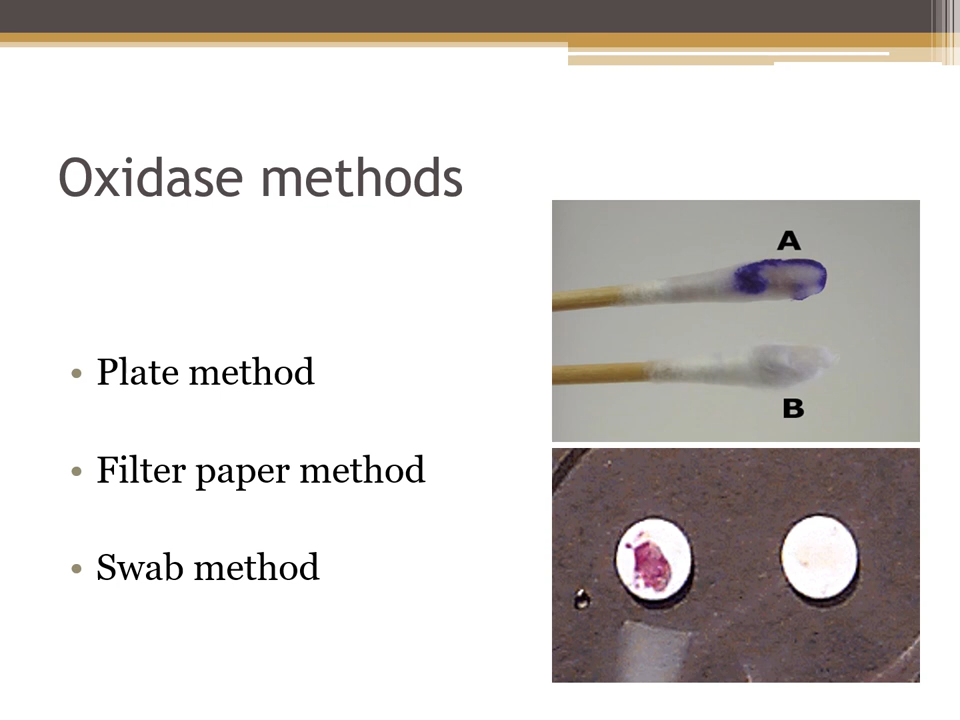 Oxidase methods
• Plate method
• Filter paper method
• Swab method
A
B